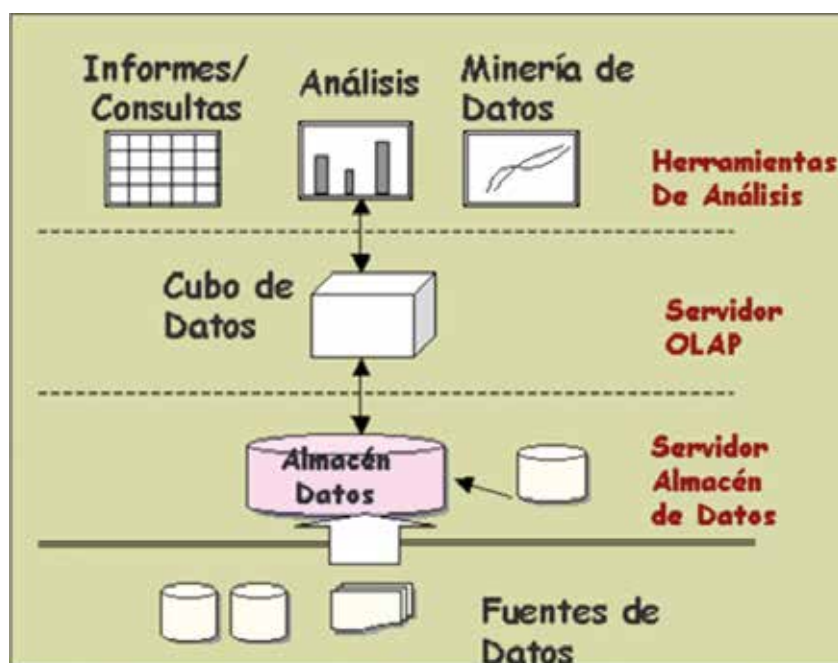 Informes/
Consultas
Análisis
Minería de
Datos
Herramientas
De Análisis
Cubo de
Datos
Servidor
OLAP
Almacén
Datos
Servidor
Almacén
de Datos
Fuentes de
Datos